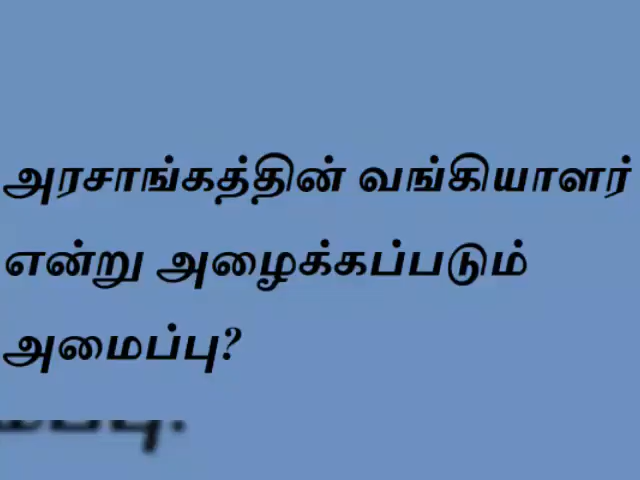 அரசாங்கத்தின் வங்கியாளர்
என்று அழைக்கப்படும்
அமைப்பு?